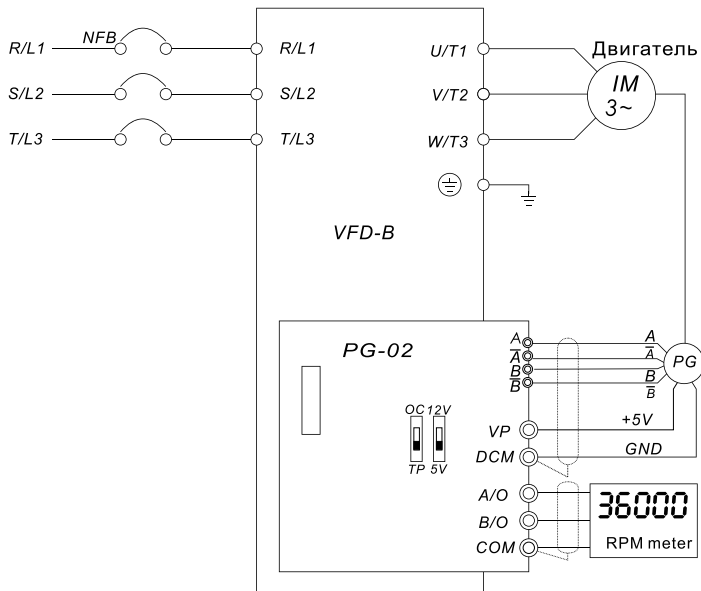 R/L1 NFB R/L1 U/T1 Двигатель
IM
3~
S/L2 S/L2 V/T2
T/L3 T/L3 W/T3
VFD-B
PG-02
A A
A̅ A̅
B B
B̅ B̅
PG
OC 12V
TP 5V
VP +5V
DCM GND
A/O
B/O
COM
36000
RPM meter